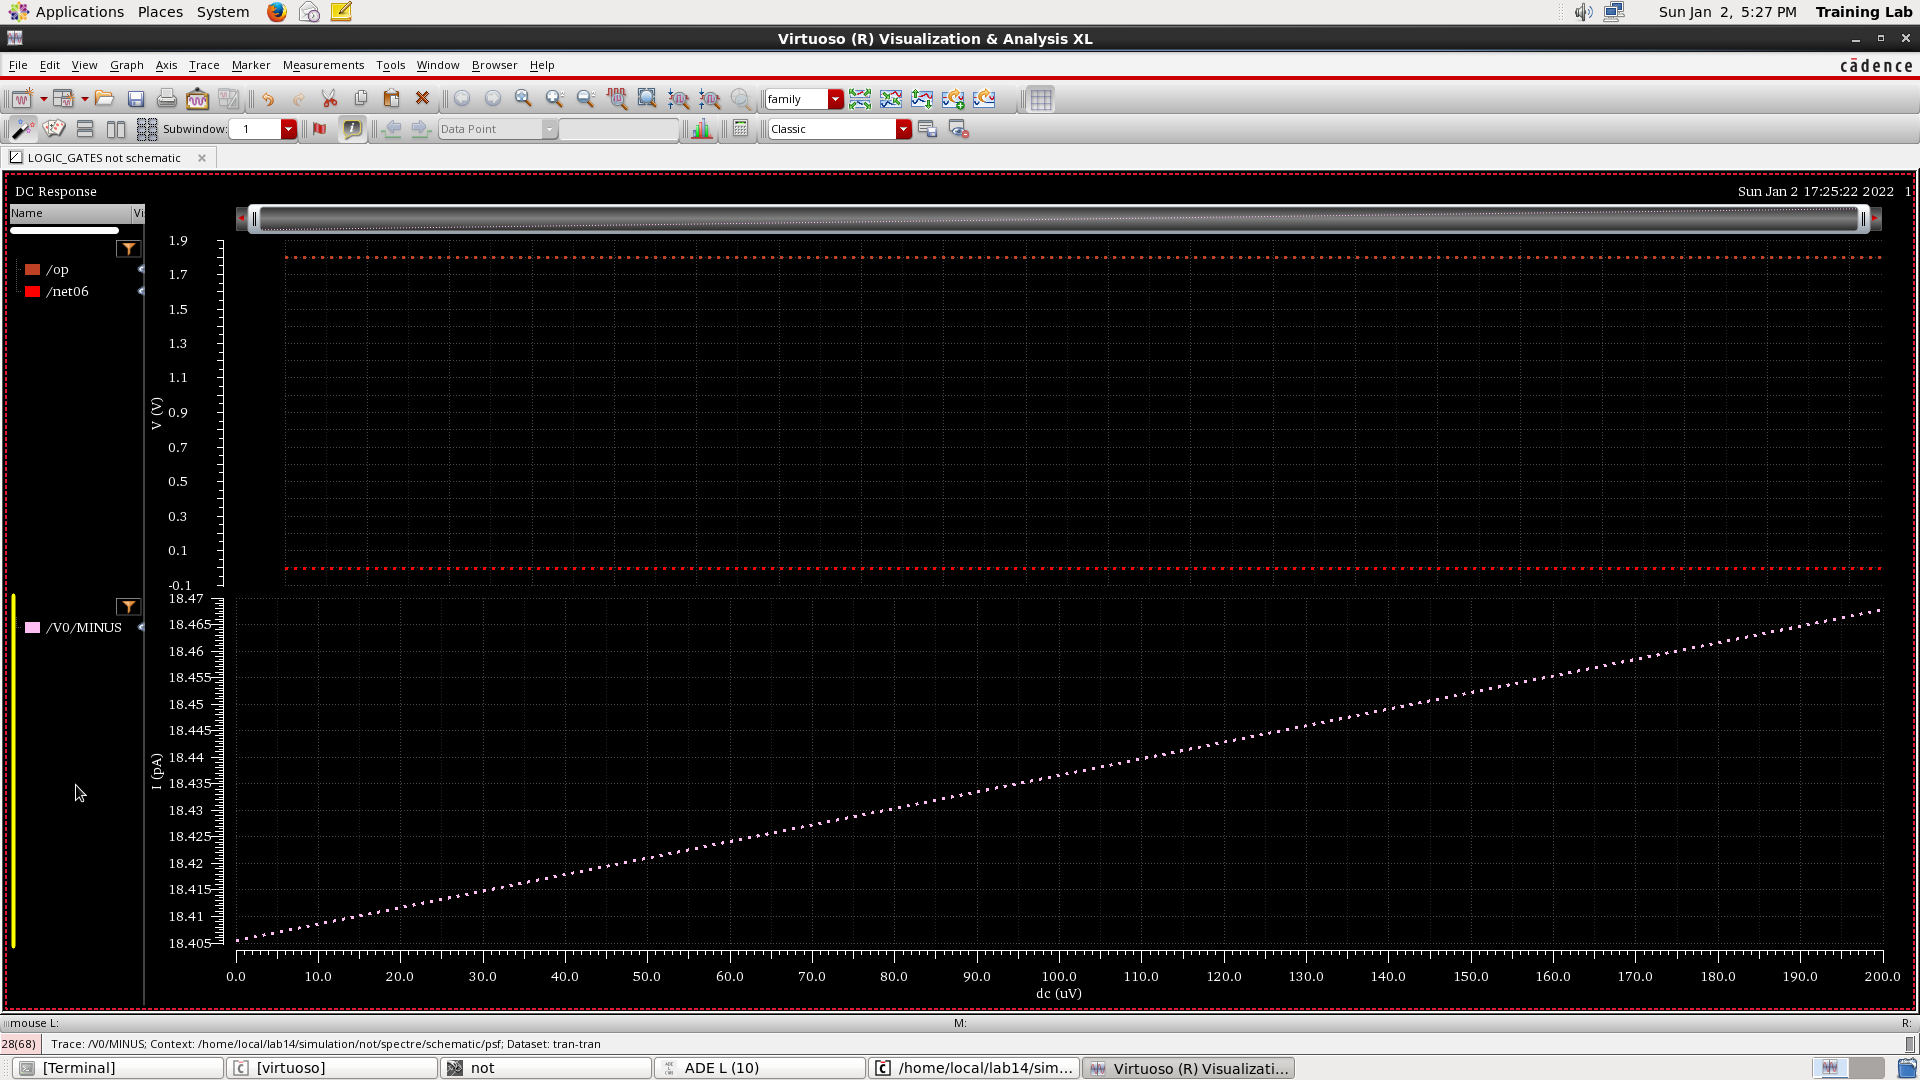 Applications Places System Sun Jan 2, 5:27 PM Training Lab
Virtuoso (R) Visualization & Analysis XL
File Edit View Graph Axis Trace Marker Measurements Tools Window Browser Help cādence
family
Subwindow: 1 Data Point Classic
LOGIC_GATES not schematic
DC Response Sun Jan 2 17:25:22 2022 1
Name Vi
/op
/net06
1.9
1.7
1.5
1.3
1.1
0.9
0.7
0.5
0.3
0.1
-0.1
V (V)
/V0/MINUS
18.47
18.465
18.46
18.455
18.45
18.445
18.44
18.435
18.43
18.425
18.42
18.415
18.41
18.405
I (pA)
0.0 10.0 20.0 30.0 40.0 50.0 60.0 70.0 80.0 90.0 100.0 110.0 120.0 130.0 140.0 150.0 160.0 170.0 180.0 190.0 200.0
dc (uV)
mouse L: M: R:
28(68) Trace: /V0/MINUS; Context: /home/local/lab14/simulation/not/spectre/schematic/psf; Dataset: tran-tran
[Terminal] [virtuoso] not ADE L (10) /home/local/lab14/sim... Virtuoso (R) Visualizati...